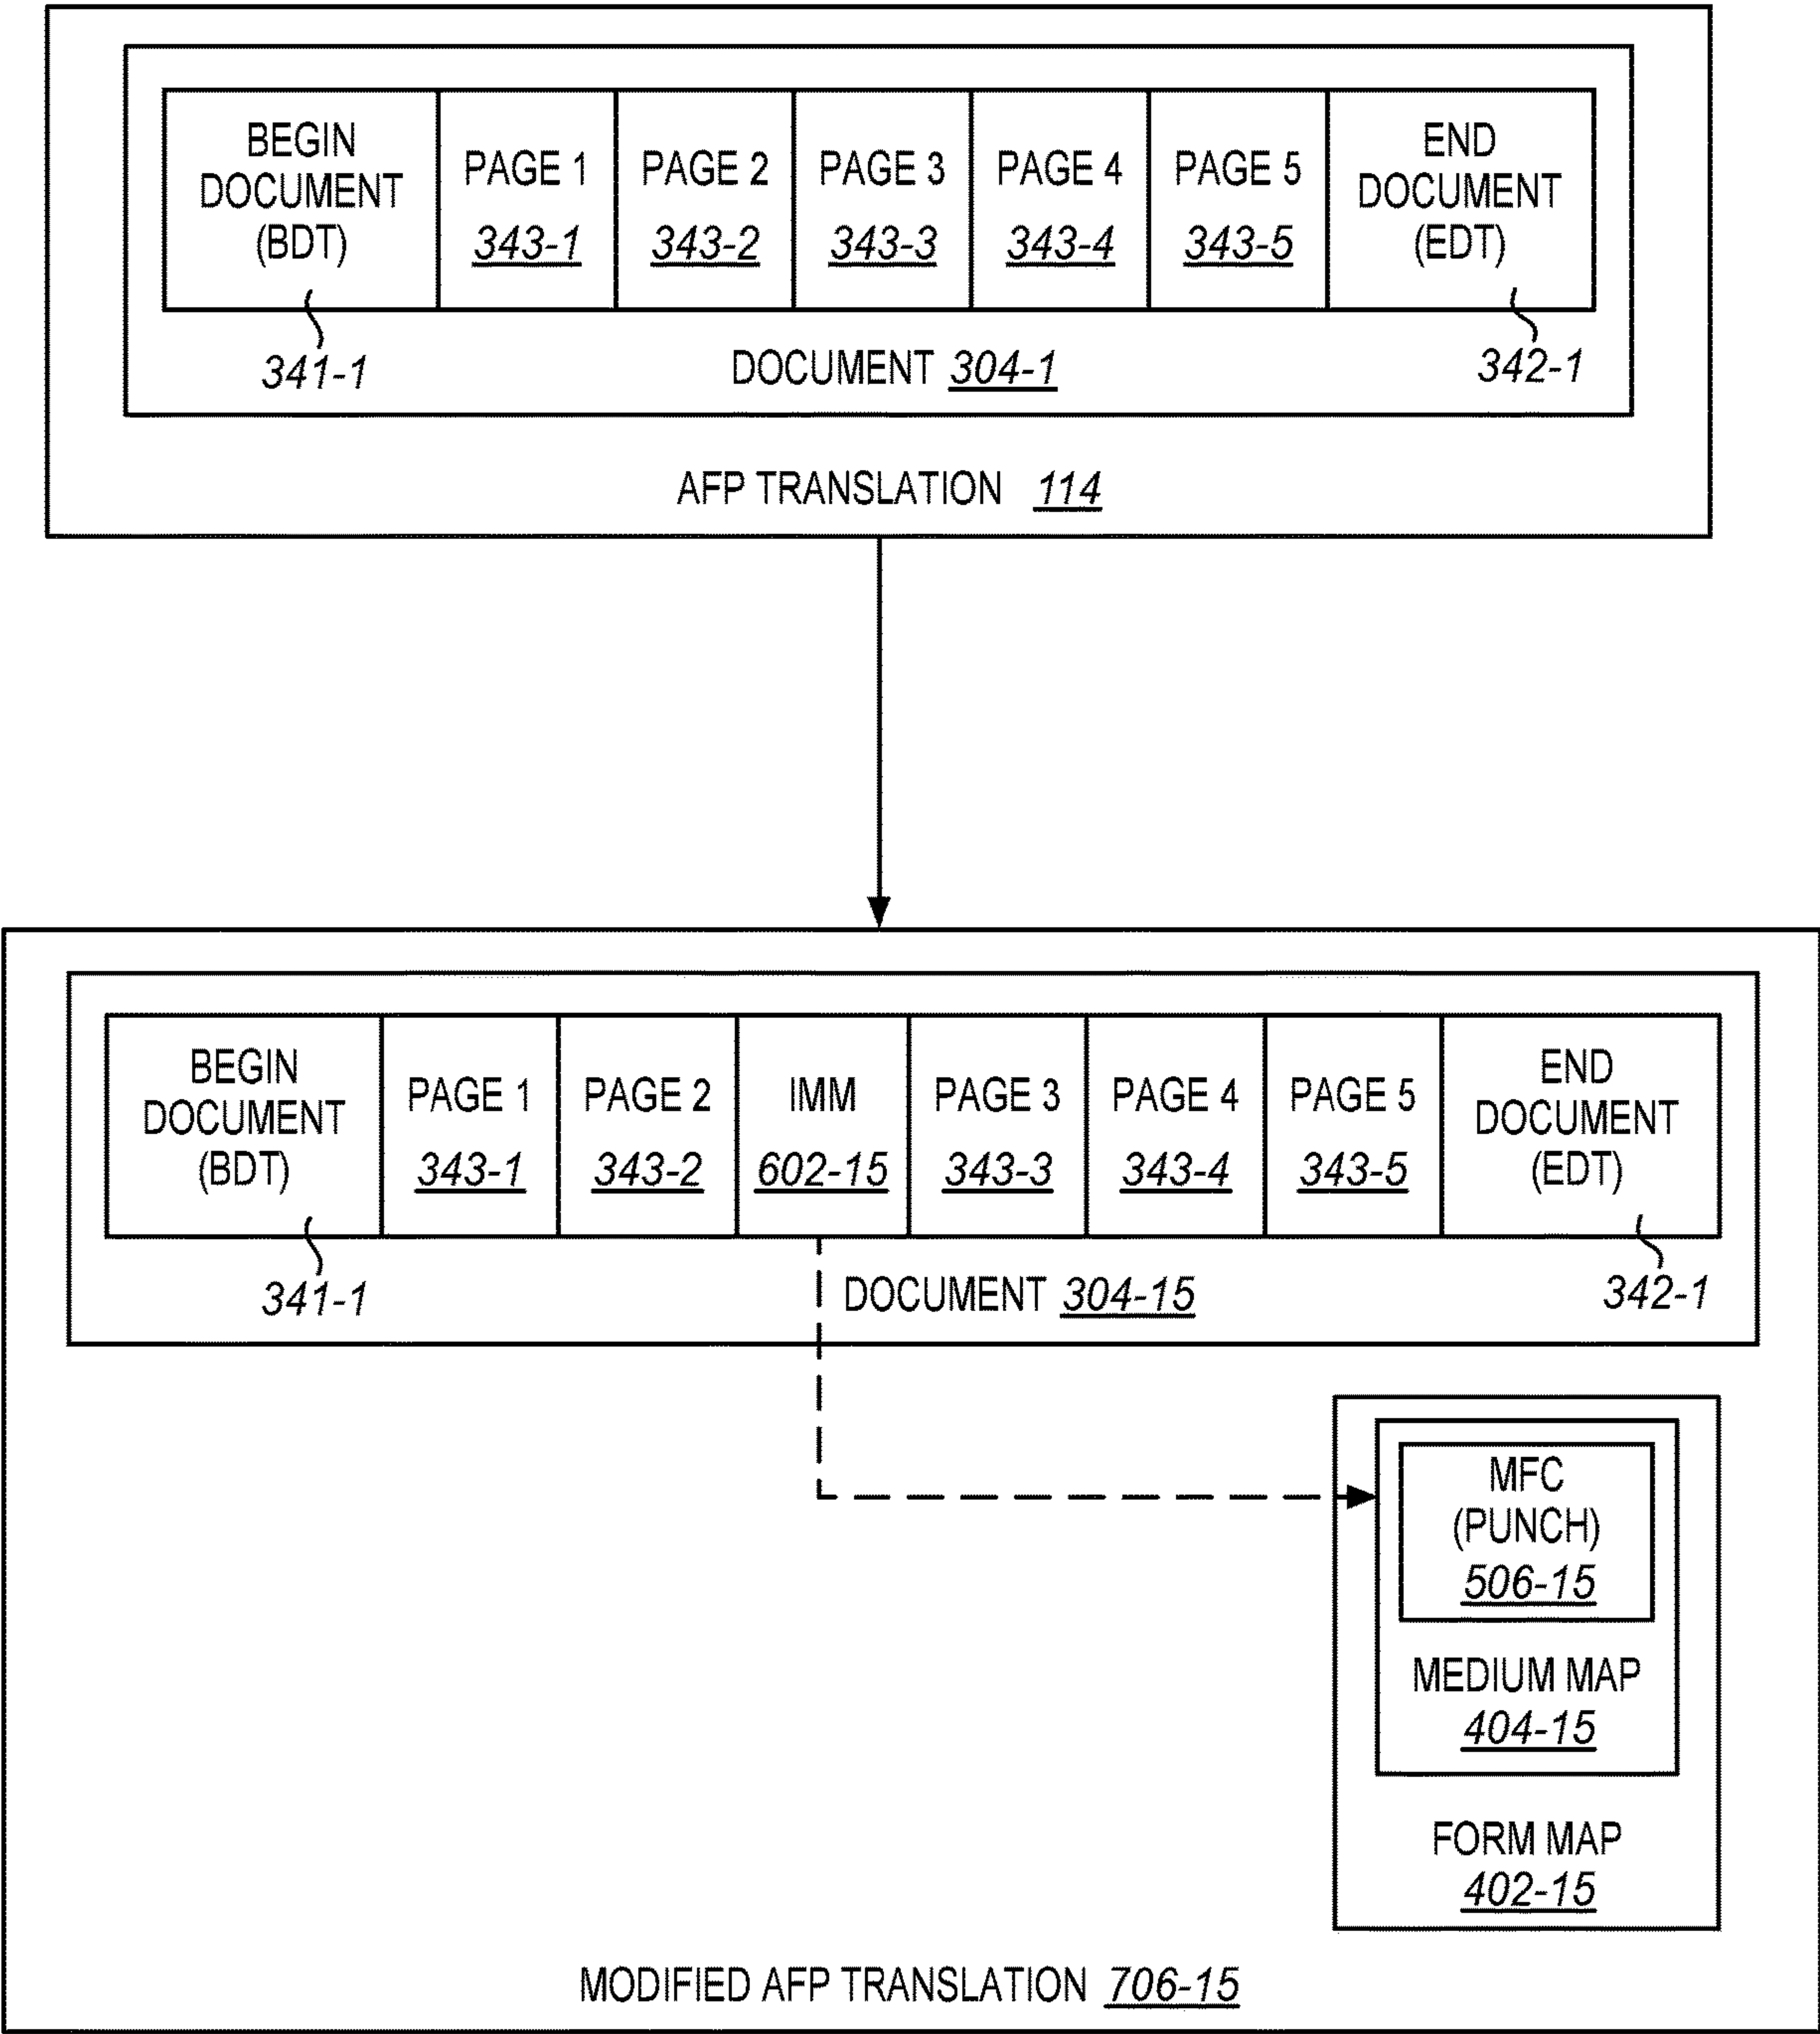 BEGIN
DOCUMENT
(BDT)
PAGE 1
343-1
PAGE 2
343-2
PAGE 3
343-3
PAGE 4
343-4
PAGE 5
343-5
END
DOCUMENT
(EDT)
341-1
DOCUMENT 304-1
342-1
AFP TRANSLATION 114
BEGIN
DOCUMENT
(BDT)
PAGE 1
343-1
PAGE 2
343-2
IMM
602-15
PAGE 3
343-3
PAGE 4
343-4
PAGE 5
343-5
END
DOCUMENT
(EDT)
341-1
DOCUMENT 304-15
342-1
MFC
(PUNCH)
506-15
MEDIUM MAP
404-15
FORM MAP
402-15
MODIFIED AFP TRANSLATION 706-15